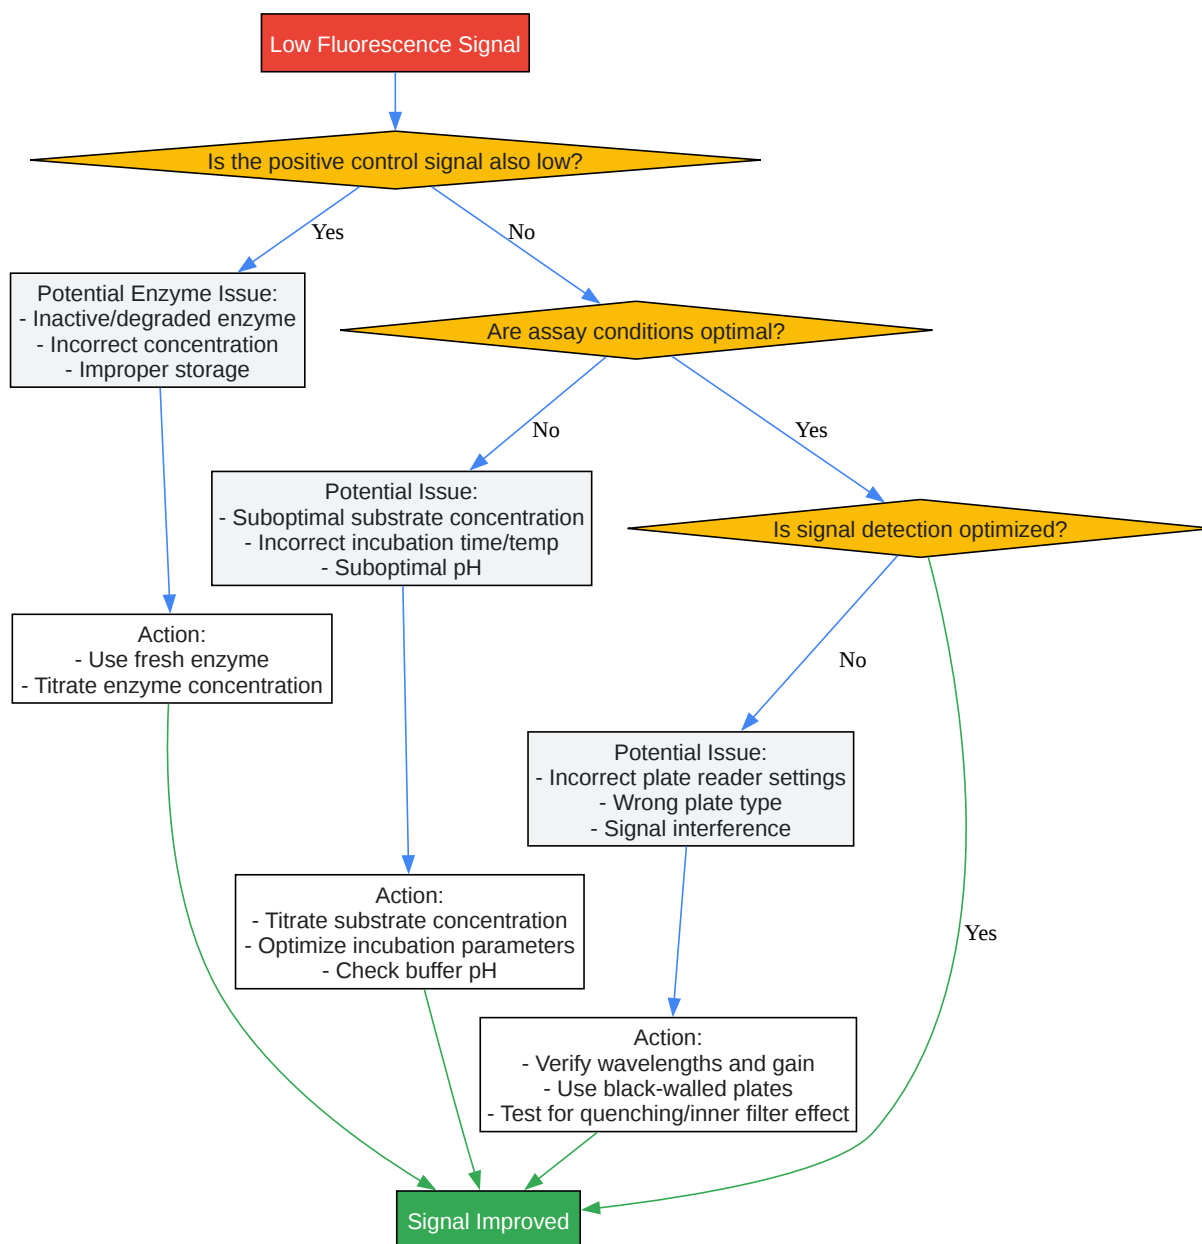 Low Fluorescence Signal
Is the positive control signal also low?
Yes
No
Potential Enzyme Issue:
- Inactive/degraded enzyme
- Incorrect concentration
- Improper storage
Are assay conditions optimal?
No
Yes
Potential Issue:
- Suboptimal substrate concentration
- Incorrect incubation time/temp
- Suboptimal pH
Is signal detection optimized?
Action:
- Use fresh enzyme
- Titrate enzyme concentration
No
Potential Issue:
- Incorrect plate reader settings
- Wrong plate type
- Signal interference
Action:
- Titrate substrate concentration
- Optimize incubation parameters
- Check buffer pH
Yes
Action:
- Verify wavelengths and gain
- Use black-walled plates
- Test for quenching/inner filter effect
Signal Improved